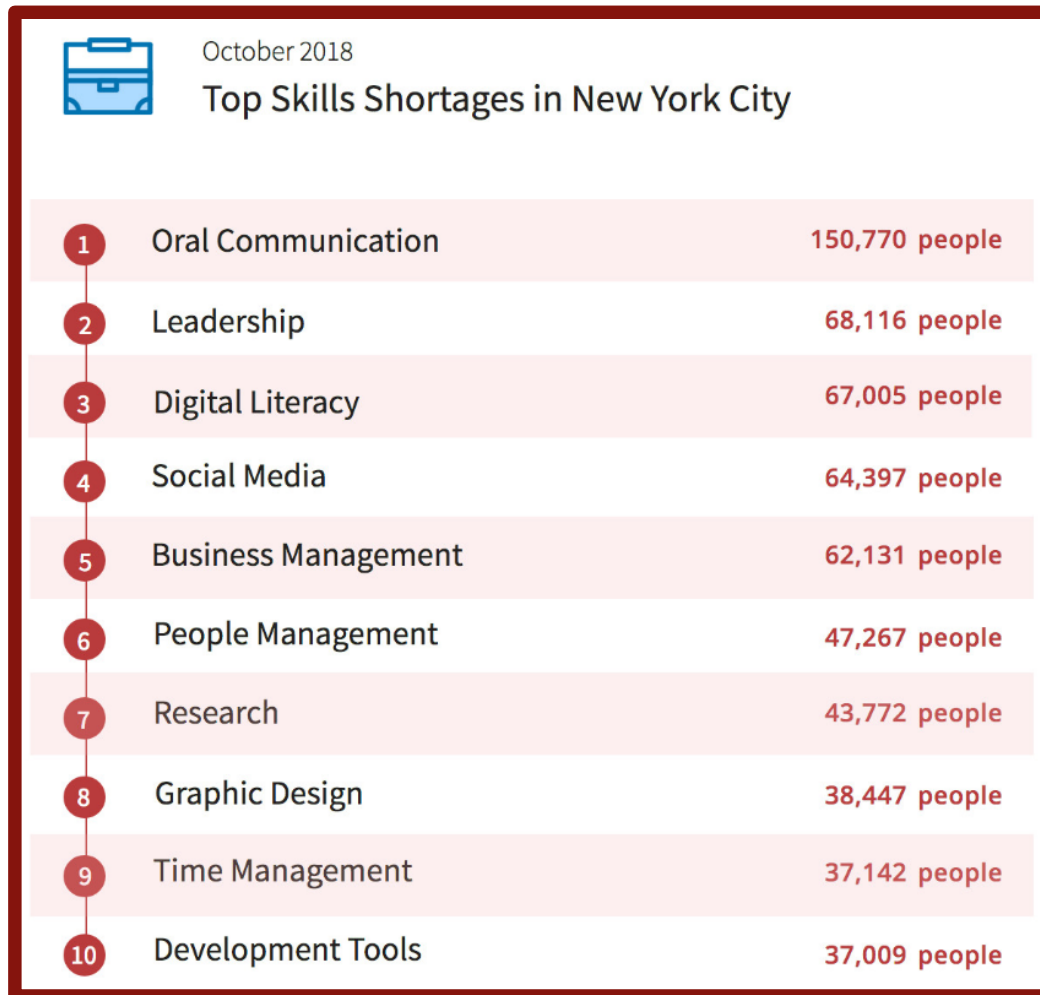 October 2018
Top Skills Shortages in New York City
1 Oral Communication 150,770 people
2 Leadership 68,116 people
3 Digital Literacy 67,005 people
4 Social Media 64,397 people
5 Business Management 62,131 people
6 People Management 47,267 people
7 Research 43,772 people
8 Graphic Design 38,447 people
9 Time Management 37,142 people
10 Development Tools 37,009 people